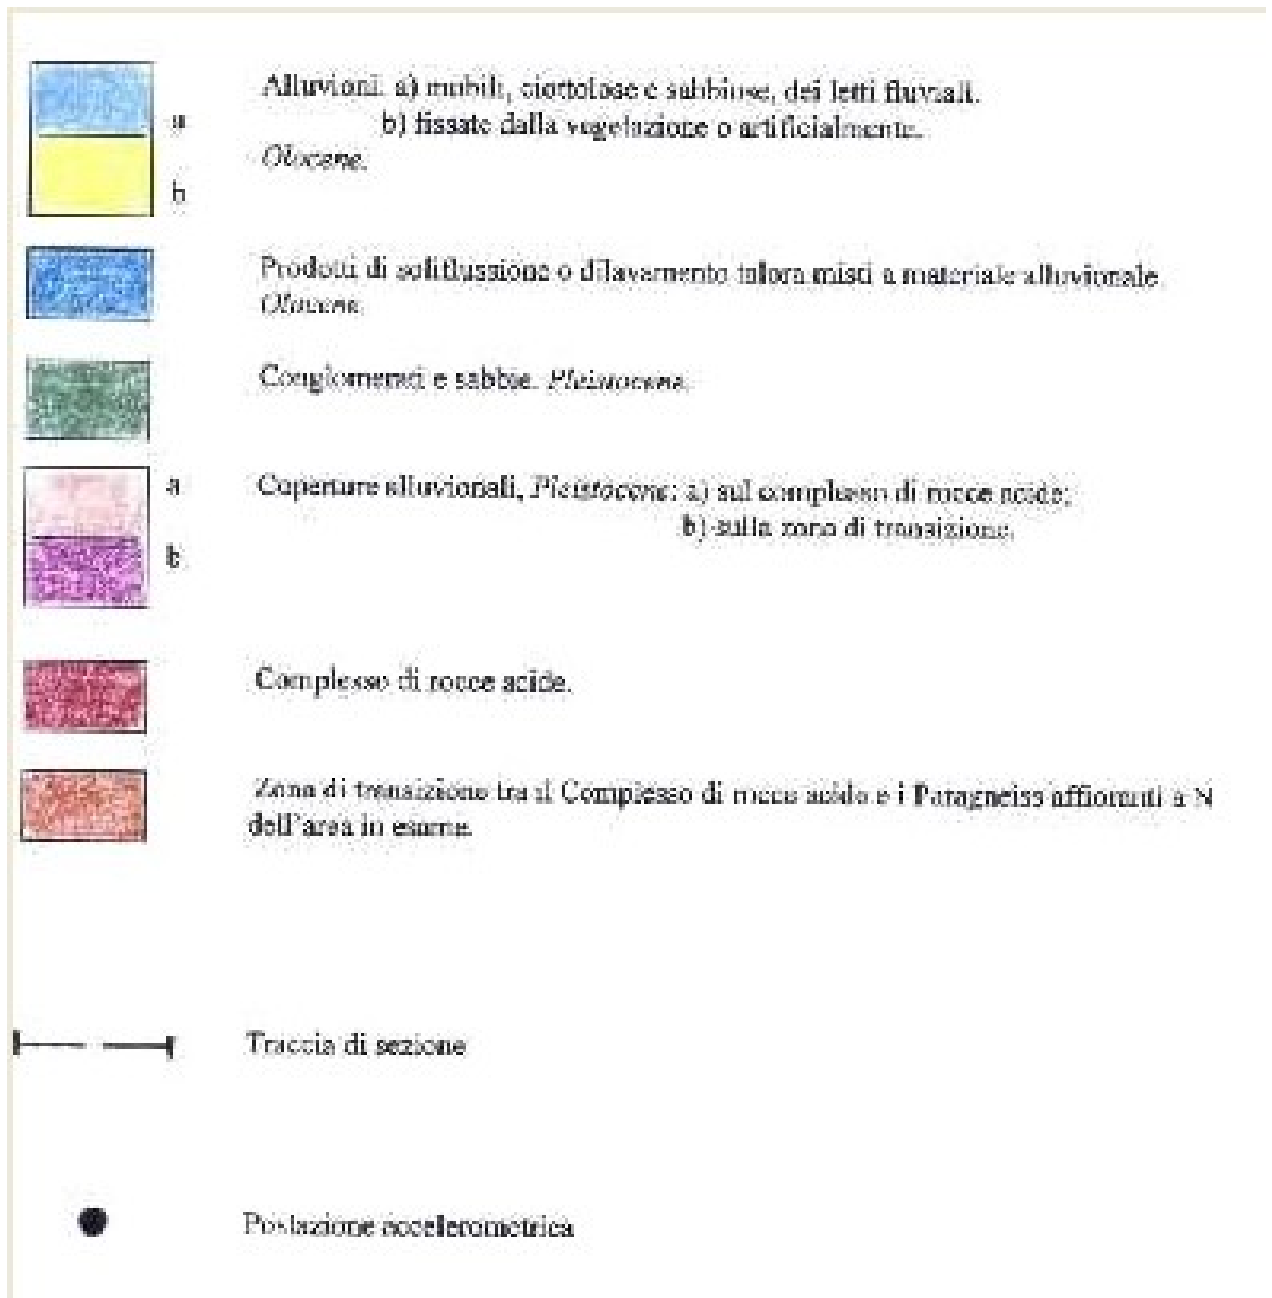 Alluvioni: a) mobili, ciottolose e sabbiose, dei letti fluviali.
a
b) fissate dalla vegetazione o artificialmente.
Olocene.
b
Prodotti di soliflussione o dilavamento talora misti a materiale alluvionale.
Olocene.
Conglomerati e sabbie. Pleistocene.
a
Coperture alluvionali, Pleistocene: a) sul complesso di rocce acide;
b) sulla zona di transizione.
b
Complesso di rocce acide.
Zona di transizione tra il Complesso di rocce acide e i Paragneiss affioranti a N
dell'area in esame.
Traccia di sezione
Postazione accelerometrica